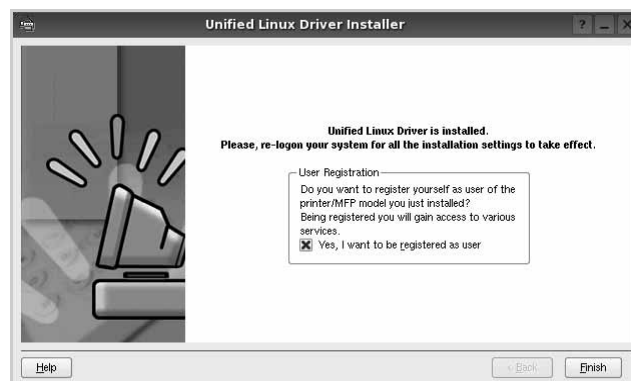 Unified Linux Driver Installer
Unified Linux Driver is installed.
Please, re-logon your system for all the installation settings to take effect.
User Registration
Do you want to register yourself as user of the
printer/MFP model you just installed?
Being registered you will gain access to various
services.
Yes, I want to be registered as user
Help
< Back
Finish